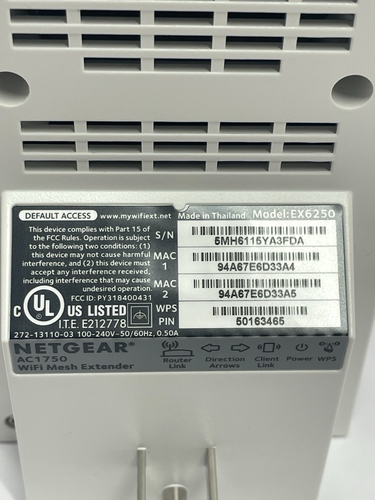 DEFAULT ACCESS www.mywifiext.net Made in Thailand Model:EX6250
This device complies with Part 15 of
the FCC Rules. Operation is subject
to the following two conditions: (1)
this device may not cause harmful
interference, and (2) this device must
accept any interference received,
including interference that may cause
undesired operation.
FCC ID: PY318400431
C UL US LISTED
I.T.E. E212778
272-13110-03 100-240V~50/60Hz, 0.50A
S/N
5MH6115YA3FDA
MAC 1
94A67E6D33A4
MAC 2
94A67E6D33A5
WPS PIN
50163465
NETGEAR®
AC1750
WiFi Mesh Extender
Router Link
Direction Arrows
Client Link
Power
WPS